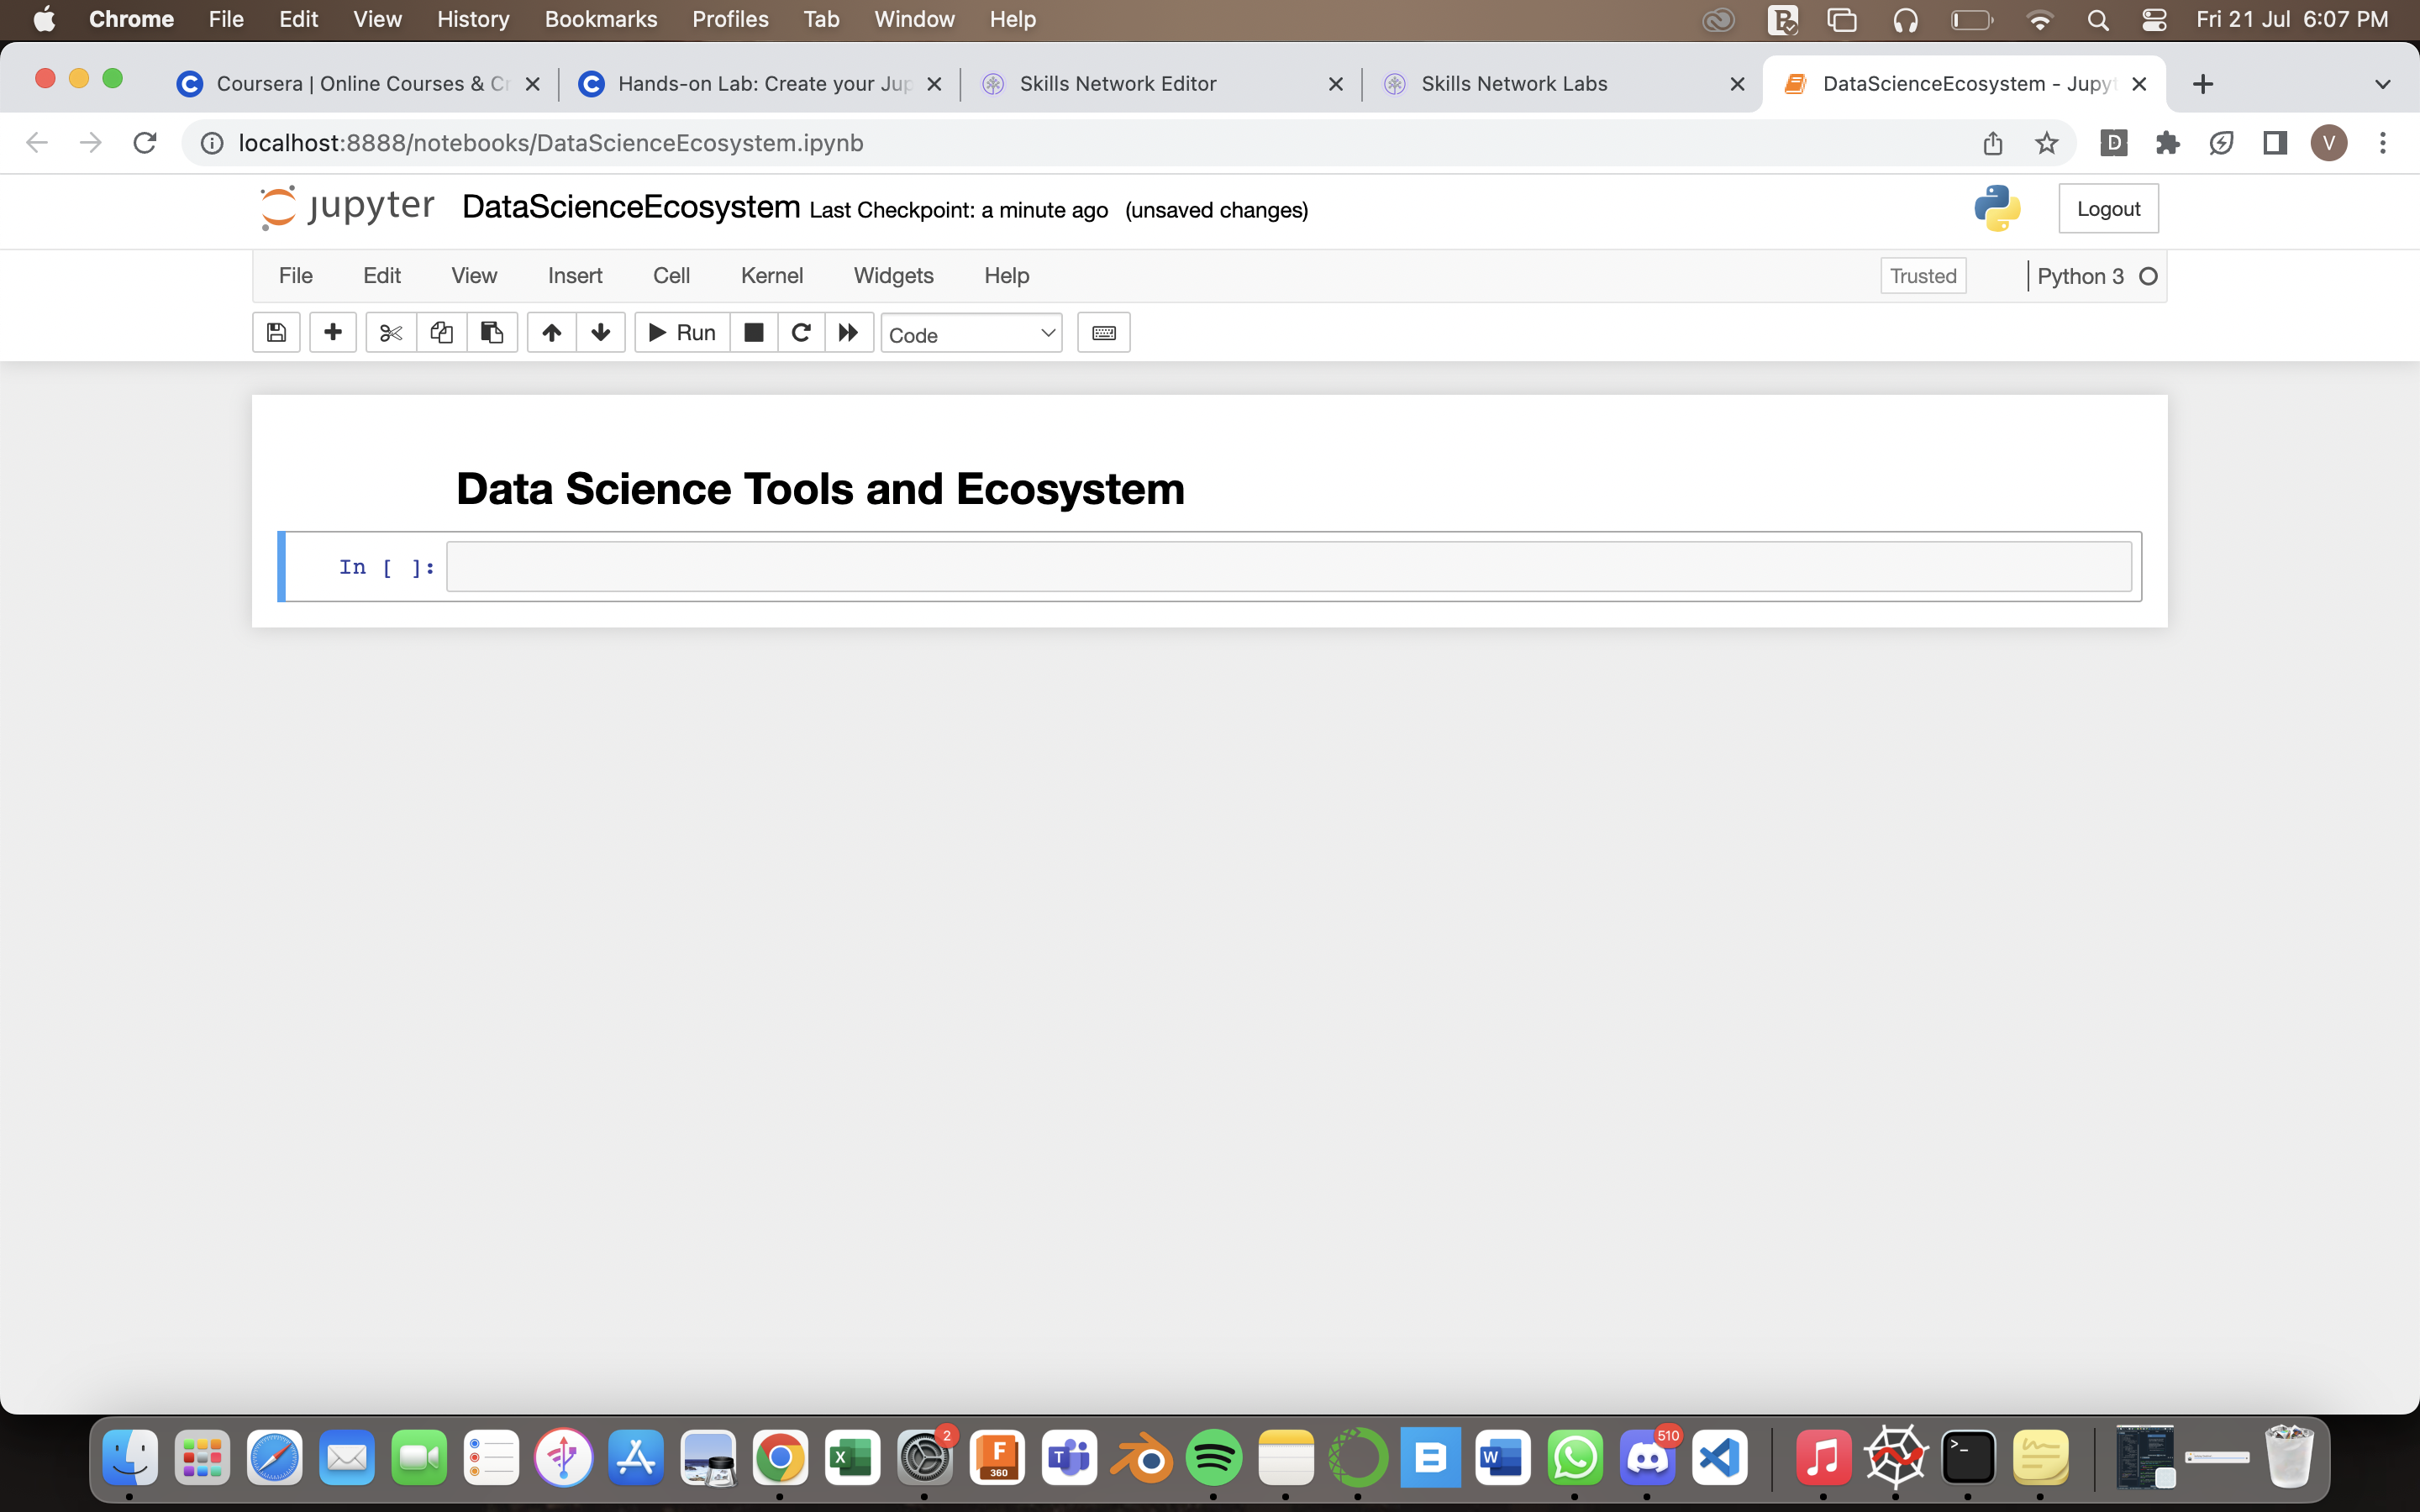 Chrome File Edit View History Bookmarks Profiles Tab Window Help Fri 21 Jul 6:07 PM
Coursera | Online Courses & Cr Hands-on Lab: Create your Jup Skills Network Editor Skills Network Labs DataScienceEcosystem - Jupyt
localhost:8888/notebooks/DataScienceEcosystem.ipynb D V
jupyter DataScienceEcosystem Last Checkpoint: a minute ago (unsaved changes) Logout
File Edit View Insert Cell Kernel Widgets Help Trusted Python 3
Run Code
Data Science Tools and Ecosystem
In [ ]:
2 510
X F T W >_
360